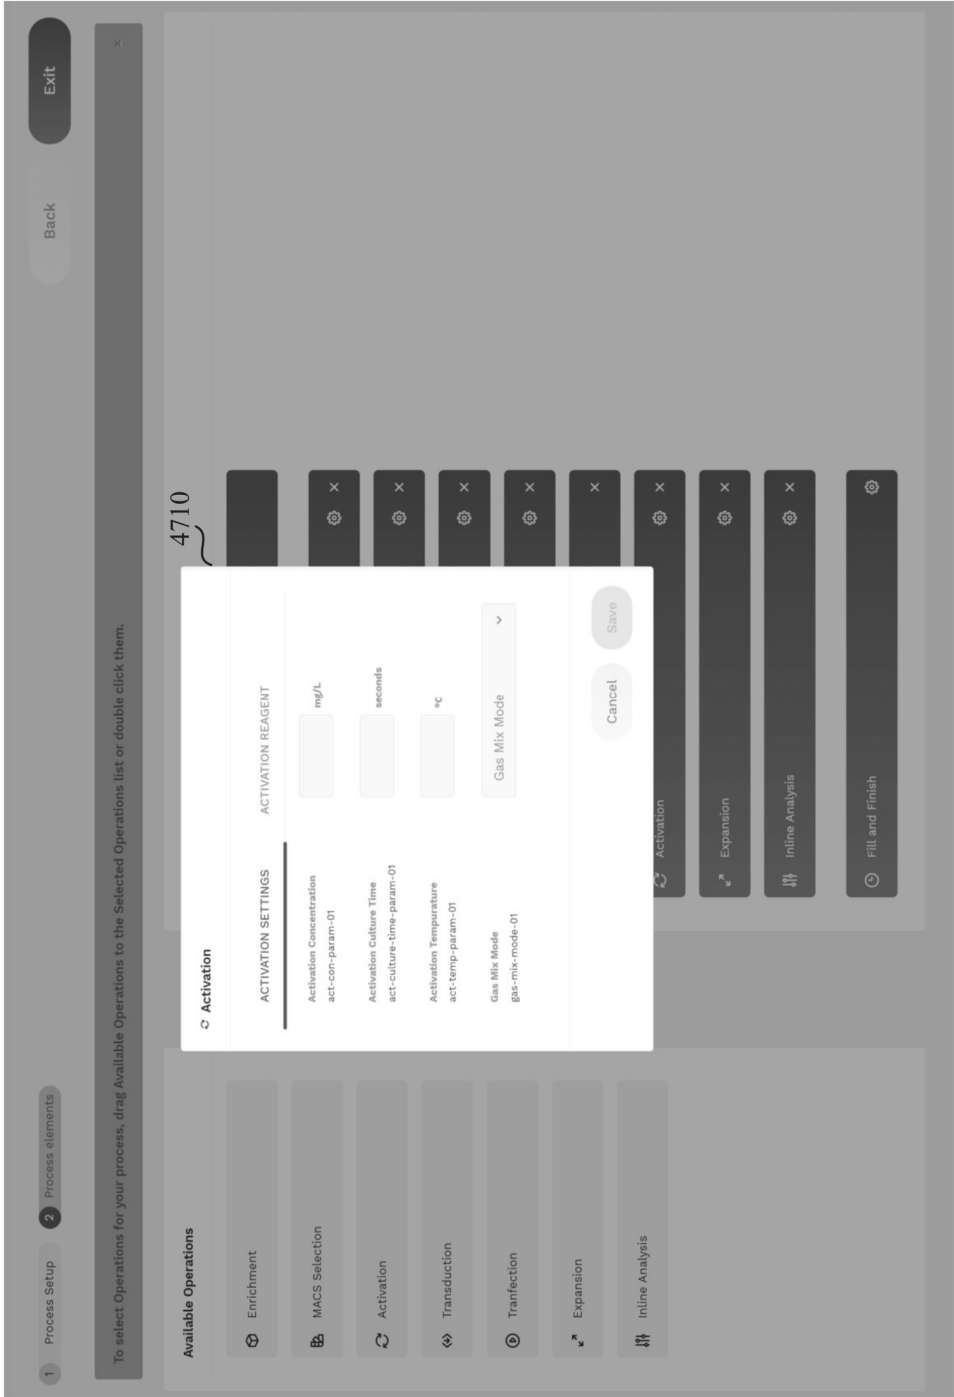 1 Process Setup 2 Process elements
Back
Exit
To select Operations for your process, drag Available Operations to the Selected Operations list or double click them. ×
Available Operations
Enrichment
MACS Selection
Activation
Transduction
Tranfection
Expansion
Inline Analysis
4710
Activation
ACTIVATION SETTINGS ACTIVATION REAGENT
Activation Concentration
act-con-param-01
mg/L
Activation Culture Time
act-culture-time-param-01
seconds
Activation Tempurature
act-temp-param-01
°C
Gas Mix Mode
gas-mix-mode-01
Gas Mix Mode
Cancel Save
Activation
Expansion
Inline Analysis
Fill and Finish